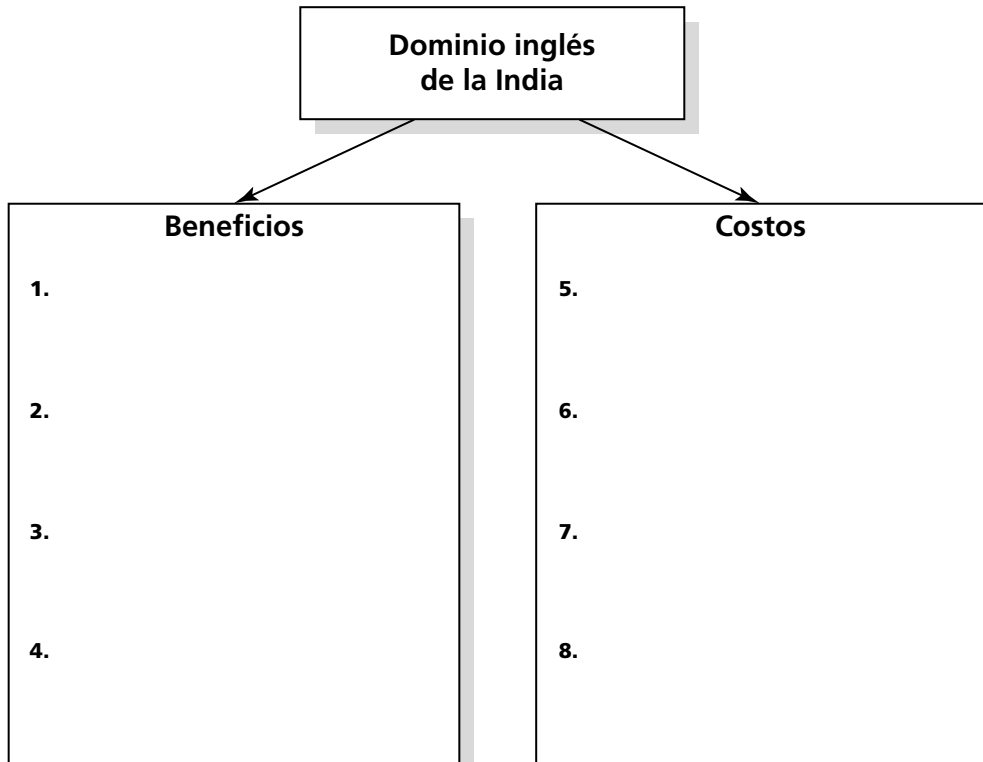 Dominio inglés
de la India
Beneficios
1.
2.
3.
4.
Costos
5.
6.
7.
8.